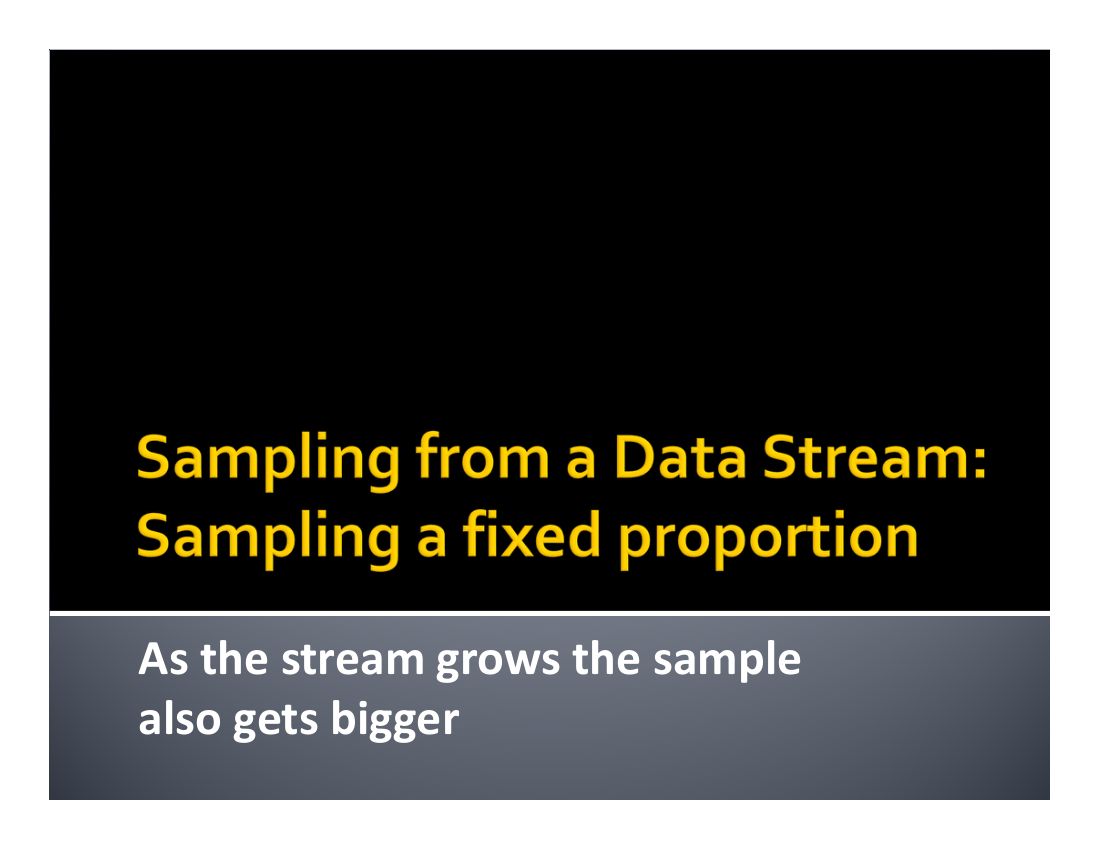 Sampling from a Data Stream:
Sampling a fixed proportion
As the stream grows the sample
also gets bigger